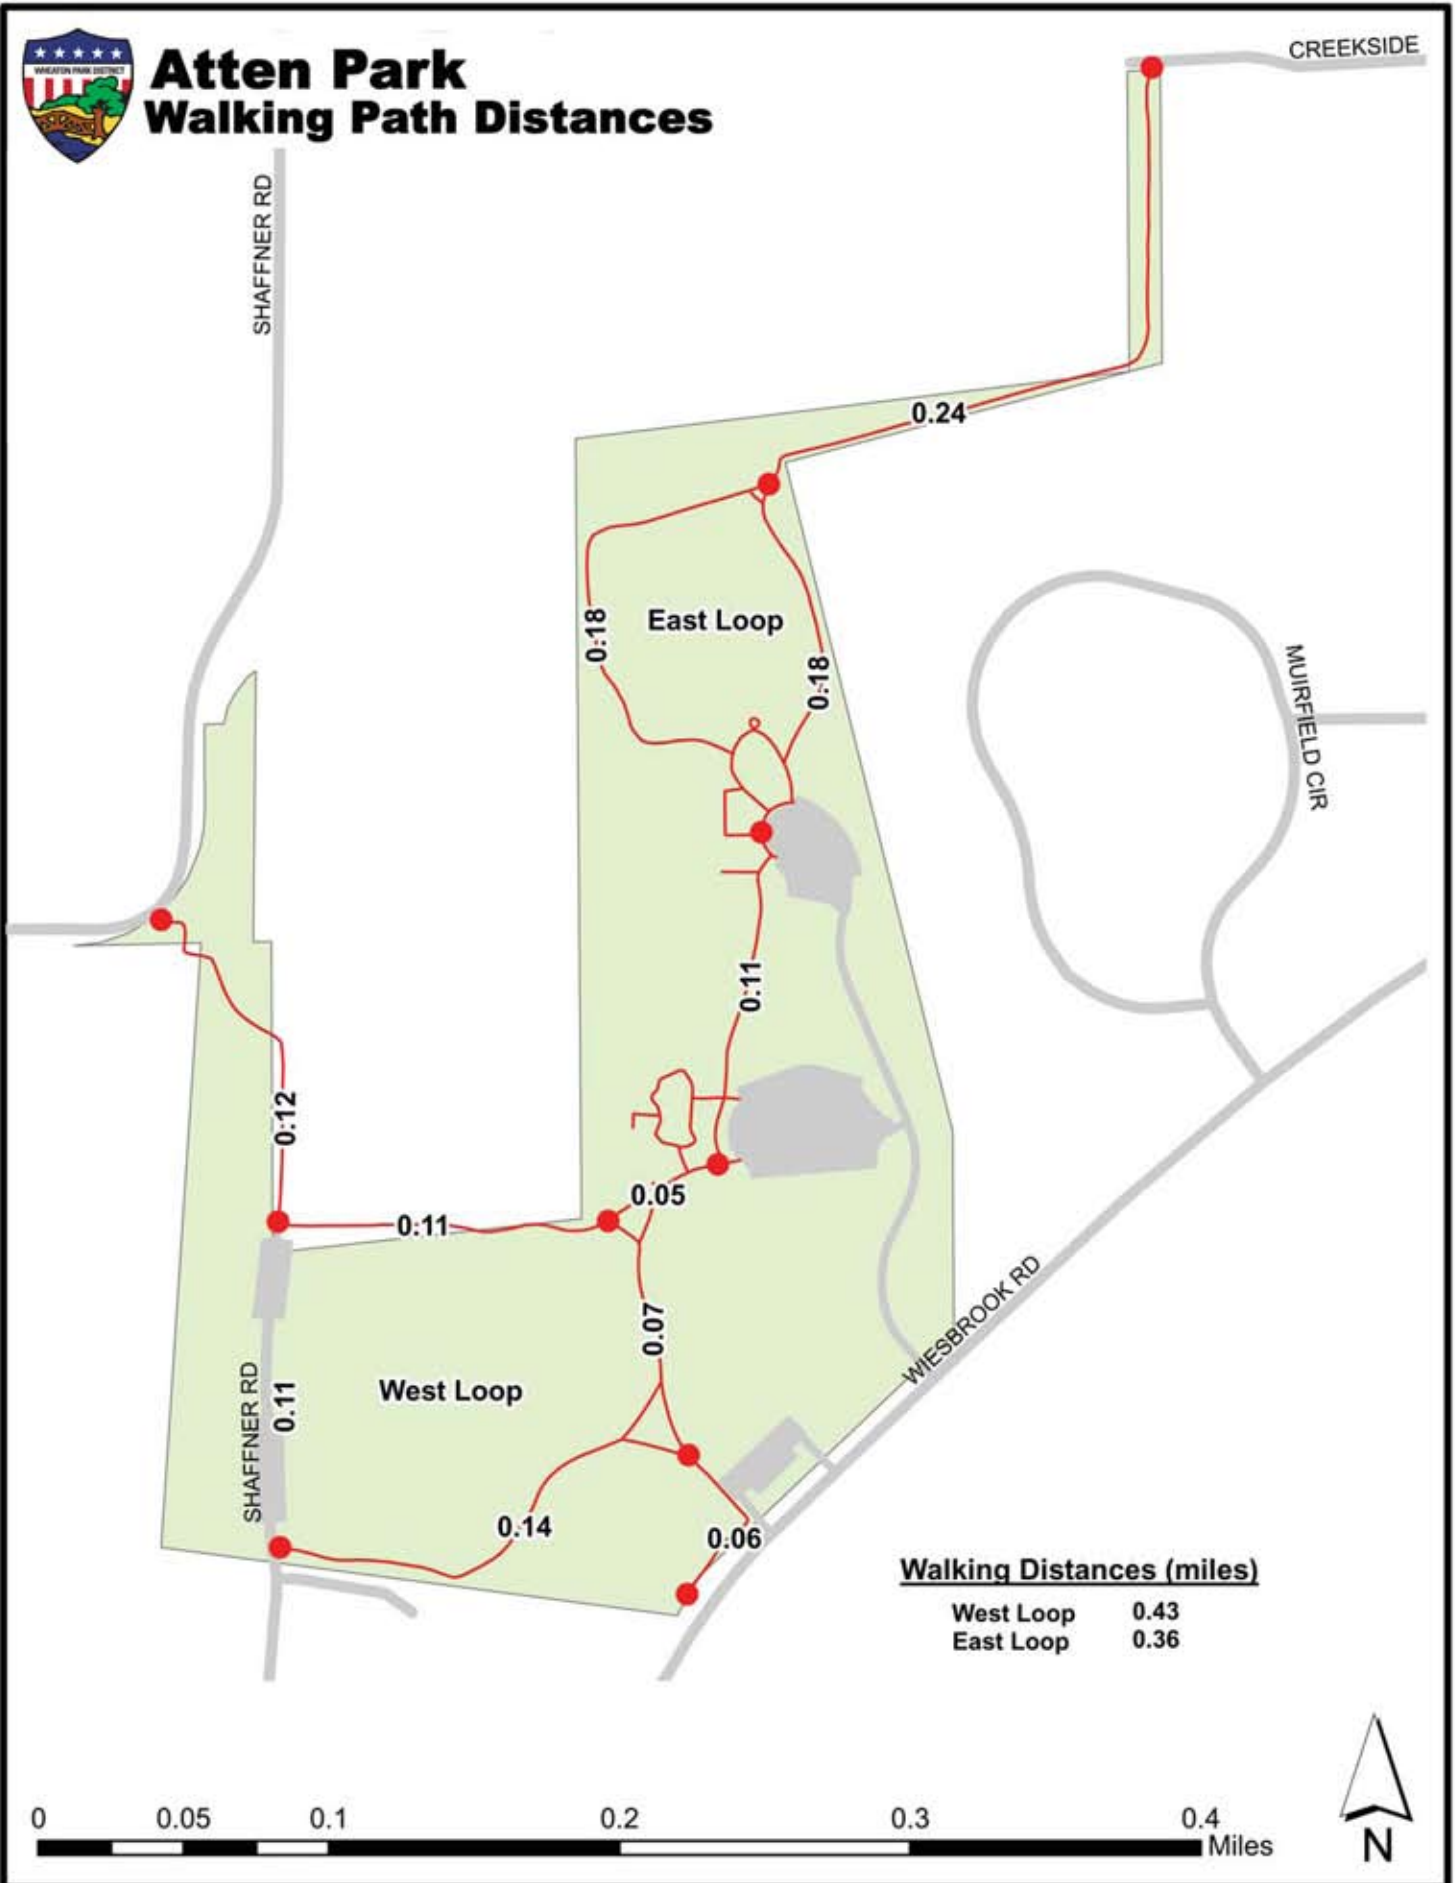 WHEATON PARK DISTRICT
Atten Park
Walking Path Distances
CREEKSIDE
SHAFFNER RD
0.24
0.18
East Loop
0.18
MUIRFIELD CIR
0.11
0.12
0.05
0.11
0.07
WIESBROOK RD
West Loop
SHAFFNER RD
0.11
0.14
0.06
Walking Distances (miles)
West Loop 0.43
East Loop 0.36
0 0.05 0.1 0.2 0.3 0.4
Miles
N